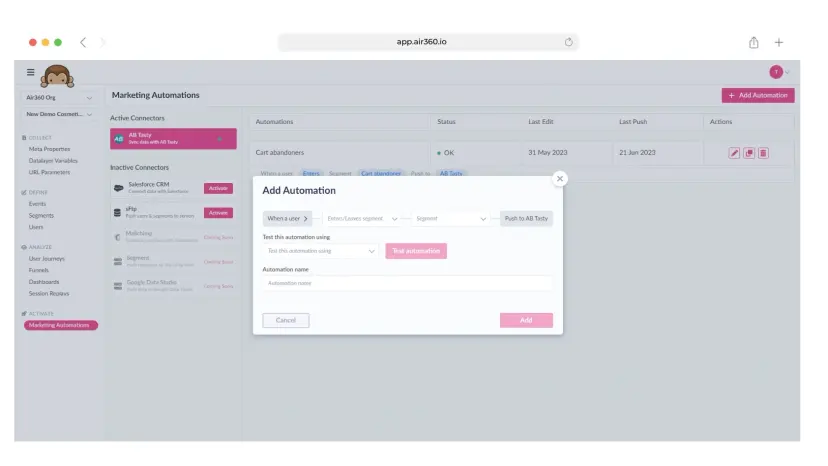 app.air360.io
T
Air360 Org
Marketing Automations
+ Add Automation
New Demo Cosmeti...
Active Connectors
AB Tasty
Sync data with AB Tasty
Automations
Status
Last Edit
Last Push
Actions
COLLECT
Meta Properties
Datalayer Variables
URL Parameters
Cart abandoners
OK
31 May 2023
21 Jun 2023
When a user
Enters
Segment
Cart abandoner
Push to
AB Tasty
Inactive Connectors
Salesforce CRM
Connect data with Salesforce
Activate
sFtp
Push users & segments to servers
Activate
Mailchimp
Coming Soon
Segment
Coming Soon
Google Data Studio
Coming Soon
DEFINE
Events
Segments
Users
ANALYZE
User Journeys
Funnels
Dashboards
Session Replays
ACTIVATE
Marketing Automations
Add Automation
When a user
Enters/Leaves segment
Segment
Push to AB Tasty
Test this automation using
Test this automation using
Test automation
Automation name
Automation name
Cancel
Add